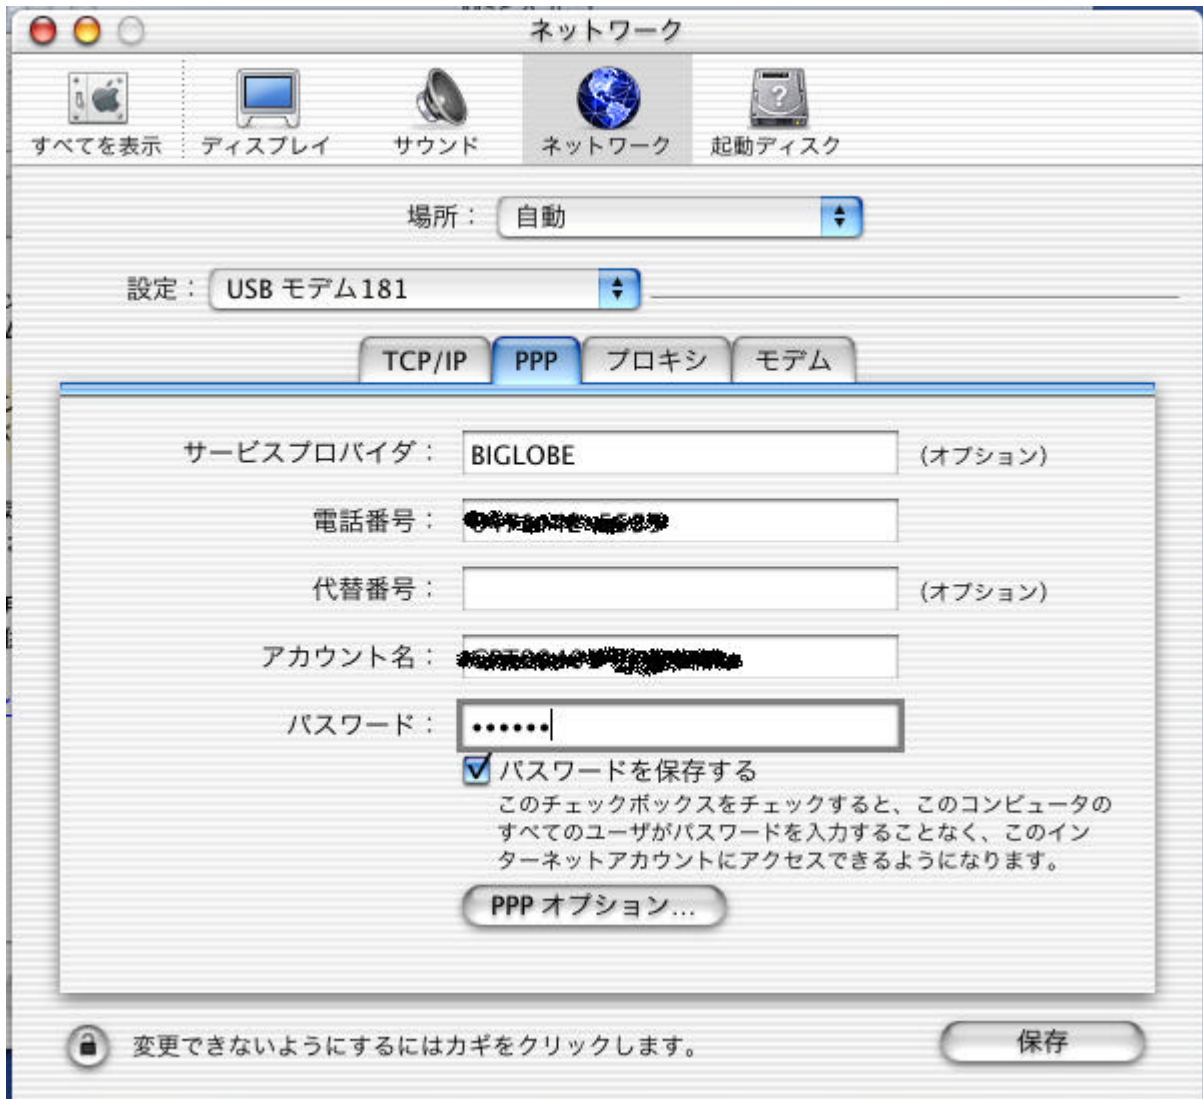 ネットワーク
すべてを表示 ディスプレイ サウンド ネットワーク 起動ディスク
場所： 自動
設定： USB モデム181
TCP/IP PPP プロキシ モデム
サービスプロバイダ： BIGLOBE (オプション)
電話番号：
代替番号： (オプション)
アカウント名：
パスワード： ••••••
パスワードを保存する
このチェックボックスをチェックすると、このコンピュータの
すべてのユーザがパスワードを入力することなく、このイン
ターネットアカウントにアクセスできるようになります。
PPP オプション...
変更できないようにするにはカギをクリックします。 保存